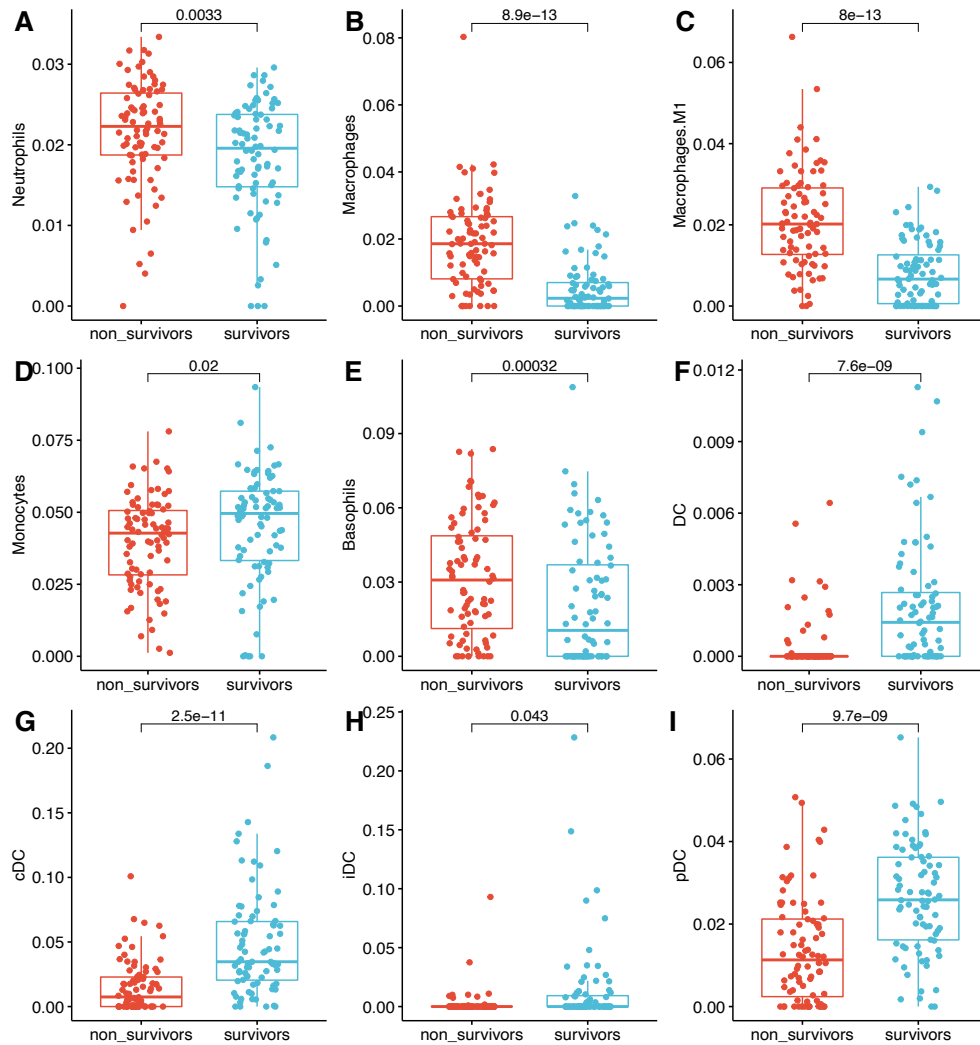 A
0.0033
Neutrophils
0.03
0.02
0.01
0.00
non_survivors
survivors
B
8.9e−13
Macrophages
0.08
0.06
0.04
0.02
0.00
non_survivors
survivors
C
8e−13
Macrophages.M1
0.06
0.04
0.02
0.00
non_survivors
survivors
D
0.02
Monocytes
0.100
0.075
0.050
0.025
0.000
non_survivors
survivors
E
0.00032
Basophils
0.09
0.06
0.03
0.00
non_survivors
survivors
F
7.6e−09
DC
0.012
0.009
0.006
0.003
0.000
non_survivors
survivors
G
2.5e−11
cDC
0.20
0.15
0.10
0.05
0.00
non_survivors
survivors
H
0.043
iDC
0.25
0.20
0.15
0.10
0.05
0.00
non_survivors
survivors
I
9.7e−09
pDC
0.06
0.04
0.02
0.00
non_survivors
survivors